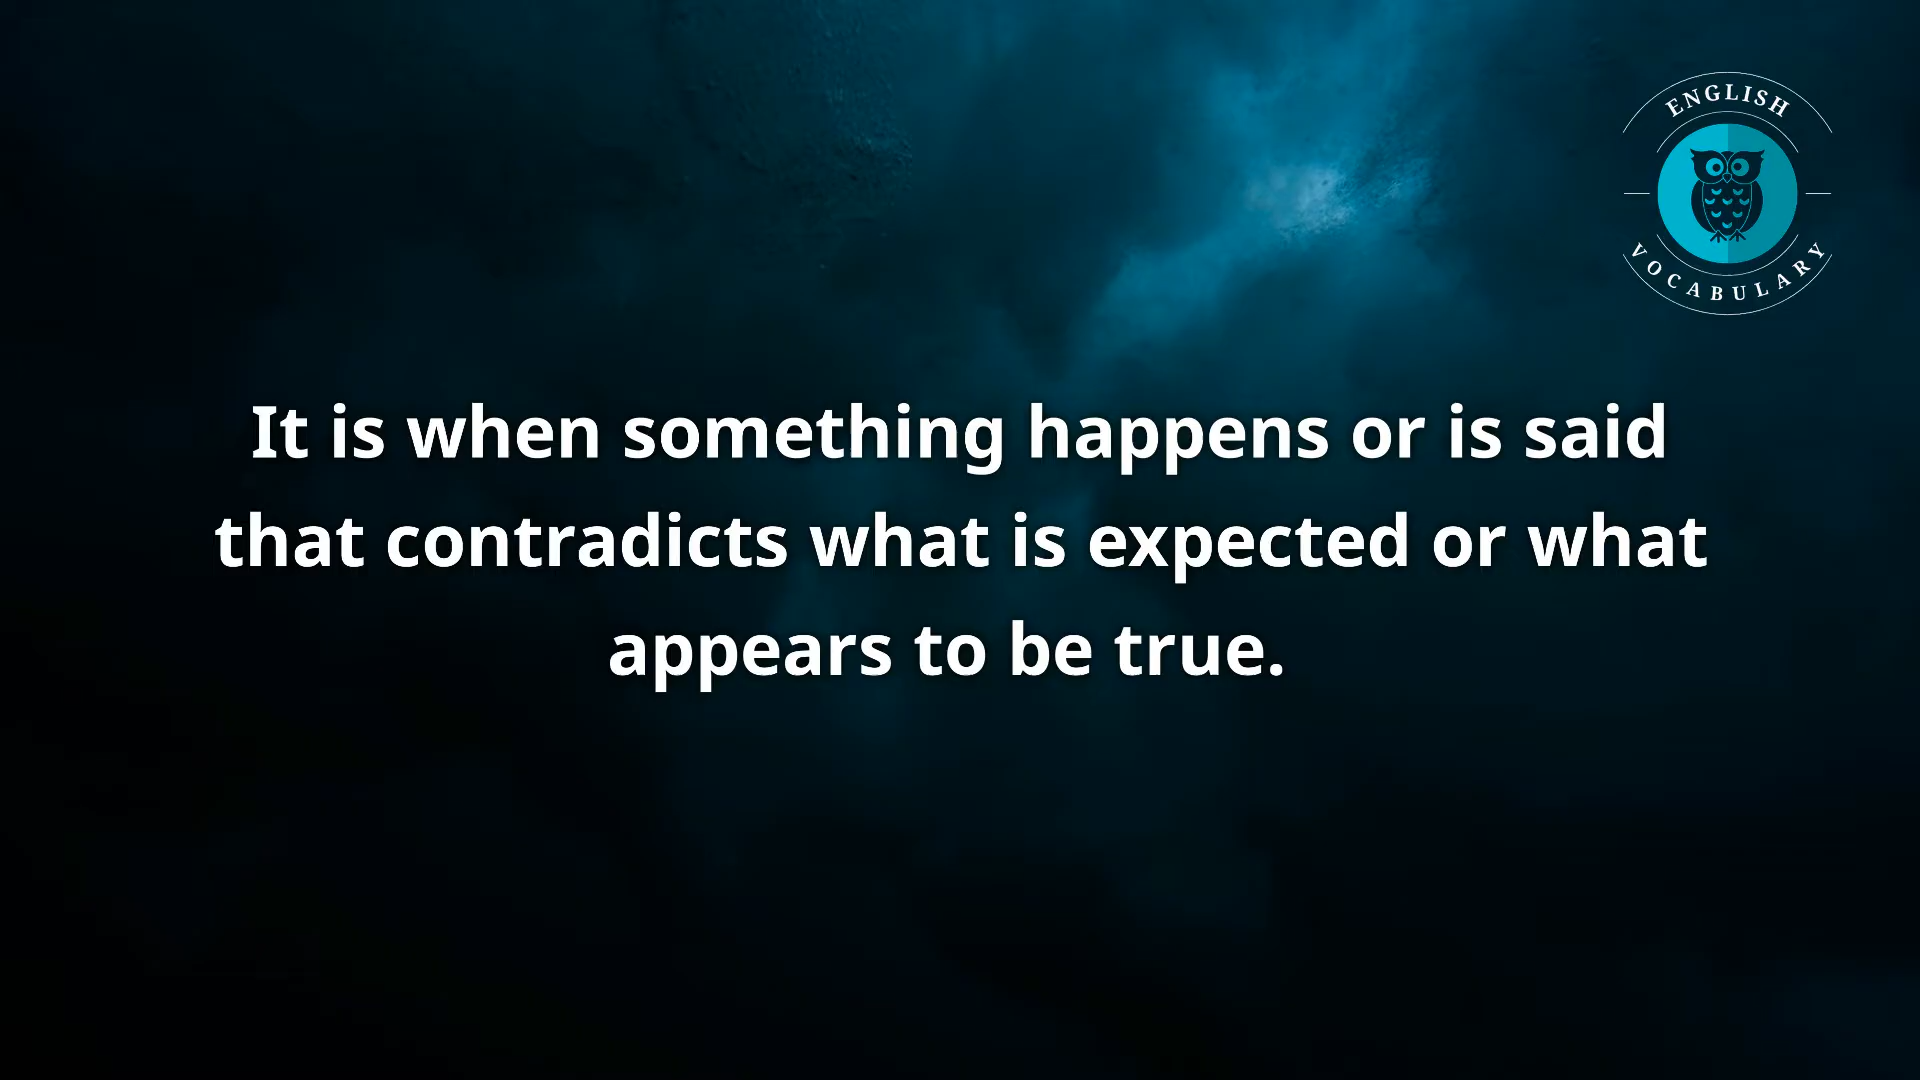 ENGLISH
VOCABULARY
It is when something happens or is said
that contradicts what is expected or what
appears to be true.